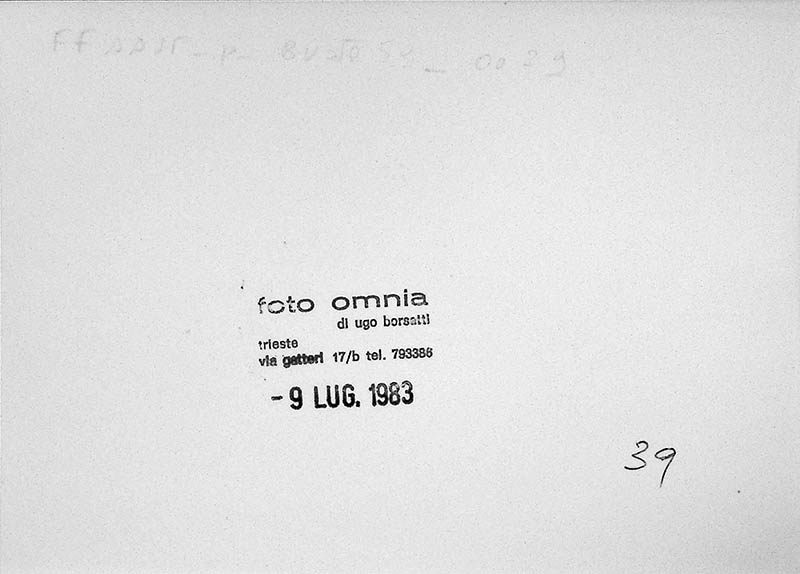 foto omnia
di ugo borsatti
trieste
via gatteri 17/b tel. 793386
- 9 LUG. 1983
39